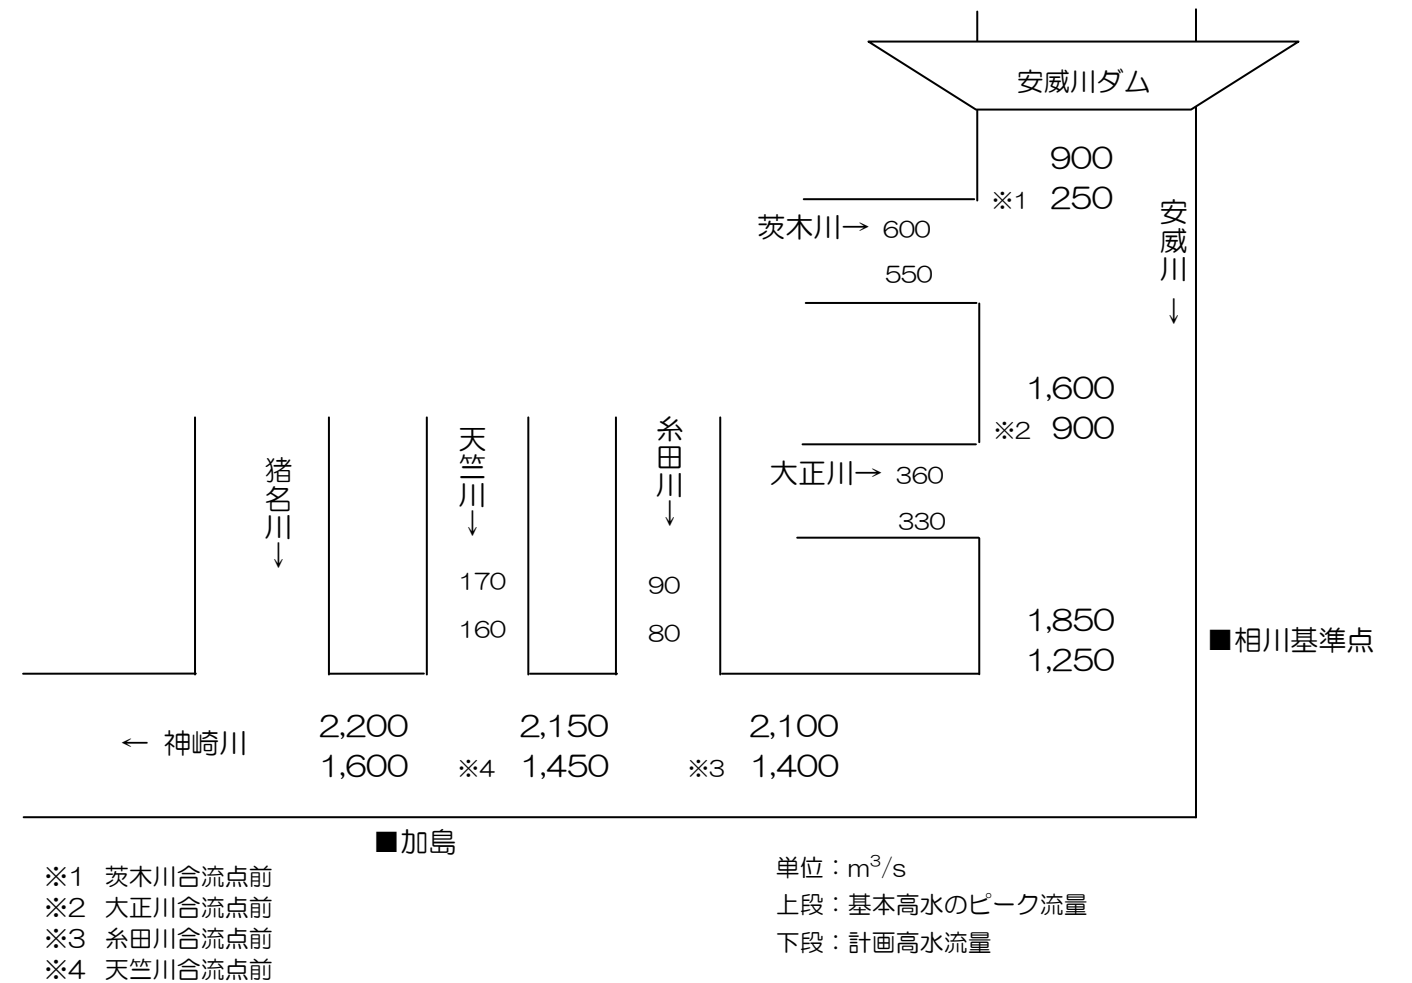 安威川ダム
900
※1 250
安威川↓
茨木川→ 600
550
1,600
※2 900
大正川→ 360
330
糸田川↓
天竺川↓
猪名川↓
170
160
90
80
1,850
1,250
■相川基準点
← 神崎川
2,200
1,600
※4
2,150
1,450
※3
2,100
1,400
■加島
※1 茨木川合流点前
※2 大正川合流点前
※3 糸田川合流点前
※4 天竺川合流点前
単位：m³/s
上段：基本高水のピーク流量
下段：計画高水流量